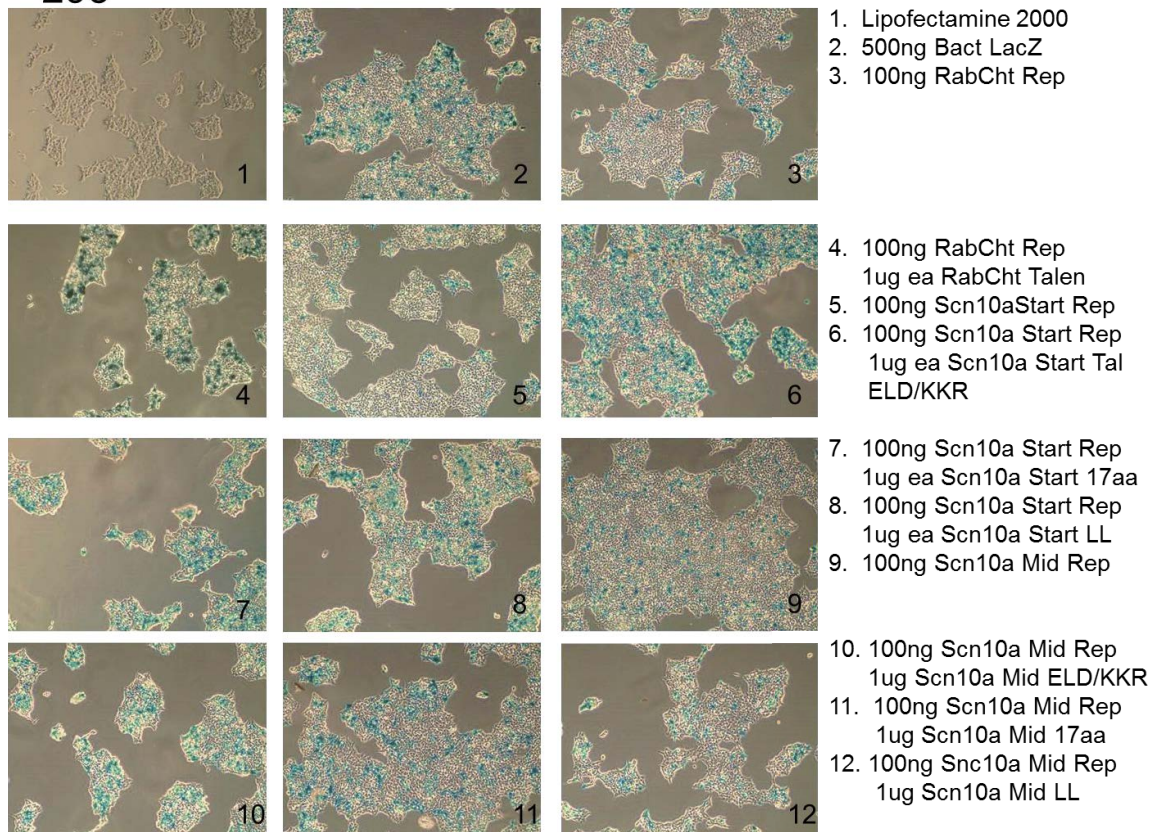 1. Lipofectamine 2000
2. 500ng Bact LacZ
3. 100ng RabCht Rep
1
2
3
4. 100ng RabCht Rep
1ug ea RabCht Talen
5. 100ng Scn10aStart Rep
6. 100ng Scn10a Start Rep
1ug ea Scn10a Start Tal
ELD/KKR
4
5
6
7. 100ng Scn10a Start Rep
1ug ea Scn10a Start 17aa
8. 100ng Scn10a Start Rep
1ug ea Scn10a Start LL
9. 100ng Scn10a Mid Rep
7
8
9
10. 100ng Scn10a Mid Rep
1ug Scn10a Mid ELD/KKR
11. 100ng Scn10a Mid Rep
1ug Scn10a Mid 17aa
12. 100ng Snc10a Mid Rep
1ug Scn10a Mid LL
10
11
12